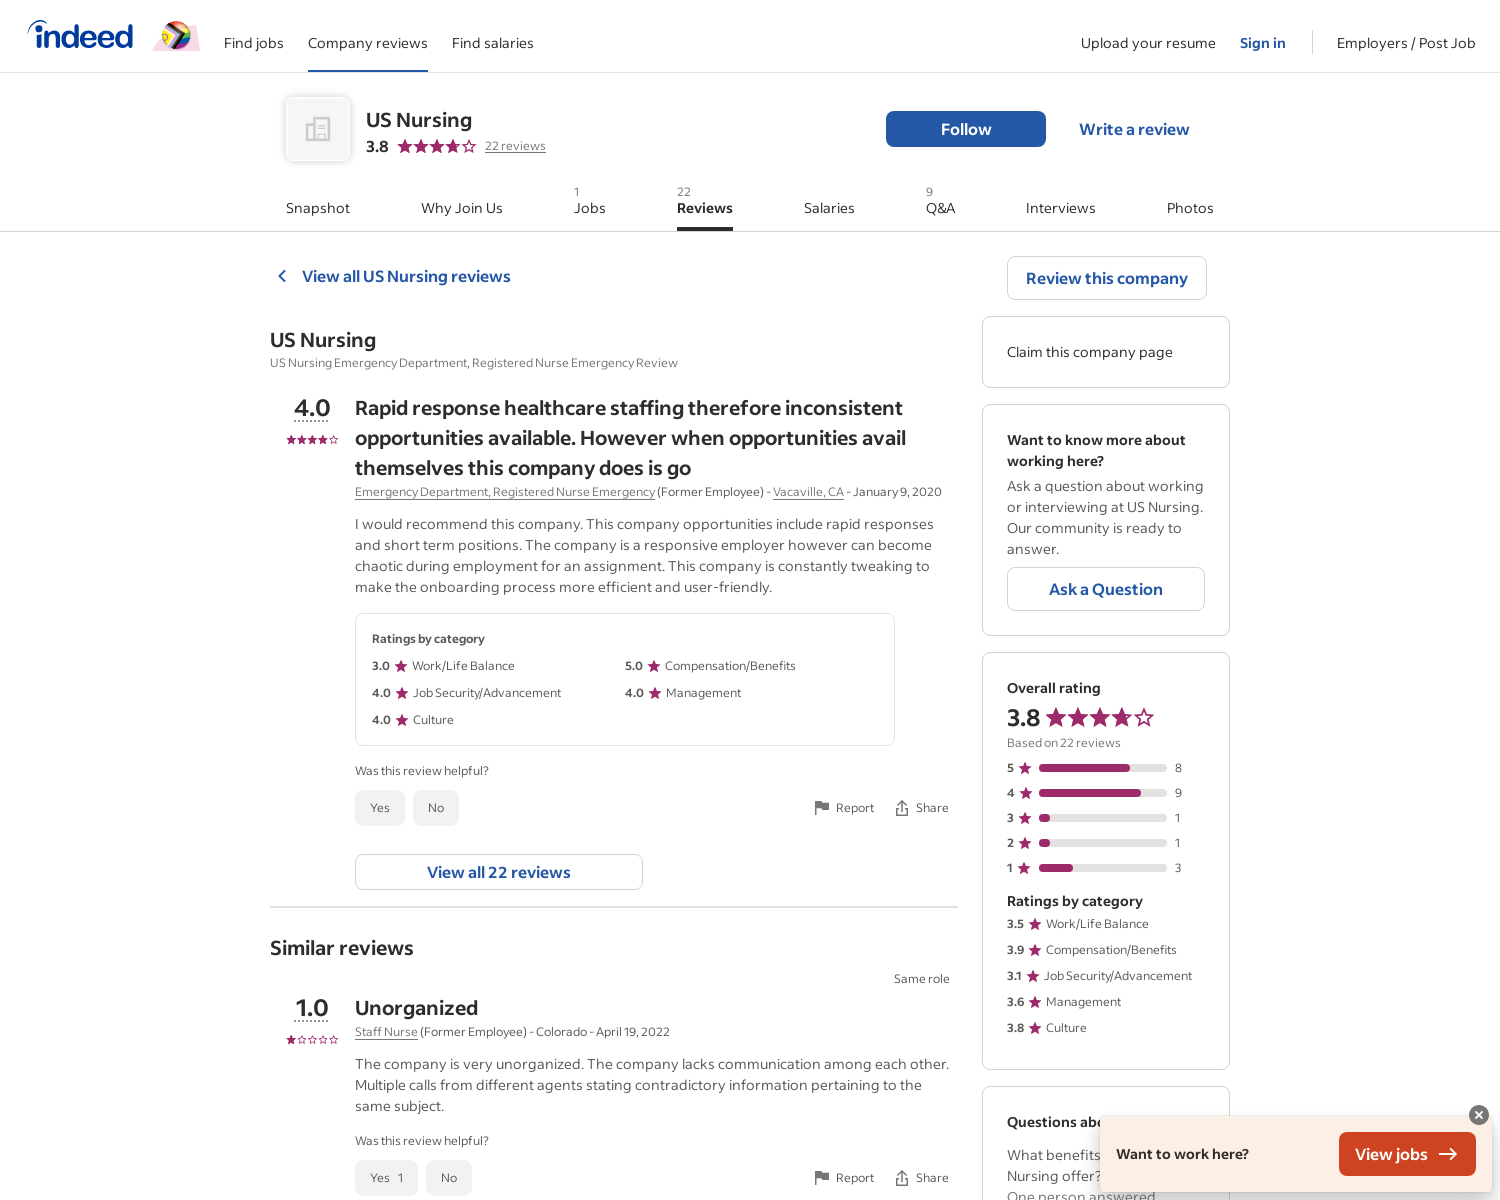 indeed
Find jobs
Company reviews
Find salaries
Upload your resume
Sign in
Employers / Post Job
US Nursing
3.8
22 reviews
Follow
Write a review
Snapshot
Why Join Us
1
Jobs
22
Reviews
Salaries
9
Q&A
Interviews
Photos
View all US Nursing reviews
US Nursing
US Nursing Emergency Department, Registered Nurse Emergency Review
4.0
Rapid response healthcare staffing therefore inconsistent
opportunities available. However when opportunities avail
themselves this company does is go
Emergency Department, Registered Nurse Emergency (Former Employee) - Vacaville, CA - January 9, 2020
I would recommend this company. This company opportunities include rapid responses
and short term positions. The company is a responsive employer however can become
chaotic during employment for an assignment. This company is constantly tweaking to
make the onboarding process more efficient and user-friendly.
Ratings by category
3.0 Work/Life Balance
5.0 Compensation/Benefits
4.0 Job Security/Advancement
4.0 Management
4.0 Culture
Was this review helpful?
Yes
No
Report
Share
View all 22 reviews
Similar reviews
Same role
1.0
Unorganized
Staff Nurse (Former Employee) - Colorado - April 19, 2022
The company is very unorganized. The company lacks communication among each other.
Multiple calls from different agents stating contradictory information pertaining to the
same subject.
Was this review helpful?
Yes 1
No
Report
Share
Review this company
Claim this company page
Want to know more about
working here?
Ask a question about working
or interviewing at US Nursing.
Our community is ready to
answer.
Ask a Question
Overall rating
3.8
Based on 22 reviews
5 8
4 9
3 1
2 1
1 3
Ratings by category
3.5 Work/Life Balance
3.9 Compensation/Benefits
3.1 Job Security/Advancement
3.6 Management
3.8 Culture
Questions
What benefits
Nursing offer?
One person answered
Want to work here?
View jobs